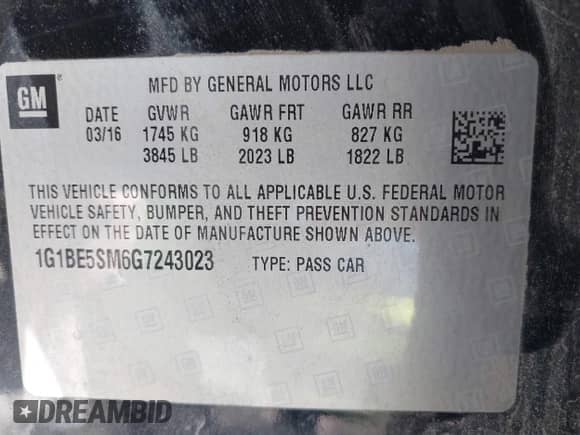 GM
MFD BY GENERAL MOTORS LLC
DATE GVWR GAWR FRT GAWR RR
03/16 1745 KG 918 KG 827 KG
3845 LB 2023 LB 1822 LB
THIS VEHICLE CONFORMS TO ALL APPLICABLE U.S. FEDERAL MOTOR
VEHICLE SAFETY, BUMPER, AND THEFT PREVENTION STANDARDS IN
EFFECT ON THE DATE OF MANUFACTURE SHOWN ABOVE.
1G1BE5SM6G7243023 TYPE: PASS CAR
DREAMBID